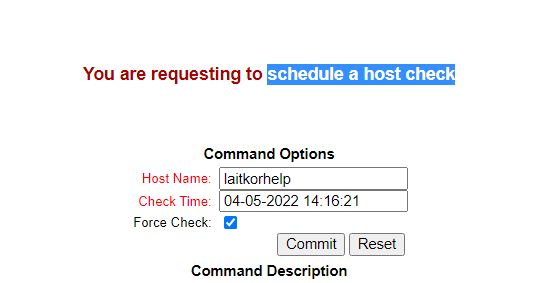 You are requesting to schedule a host check
Command Options
Host Name: laitkorhelp
Check Time: 04-05-2022 14:16:21
Force Check:
Commit Reset
Command Description